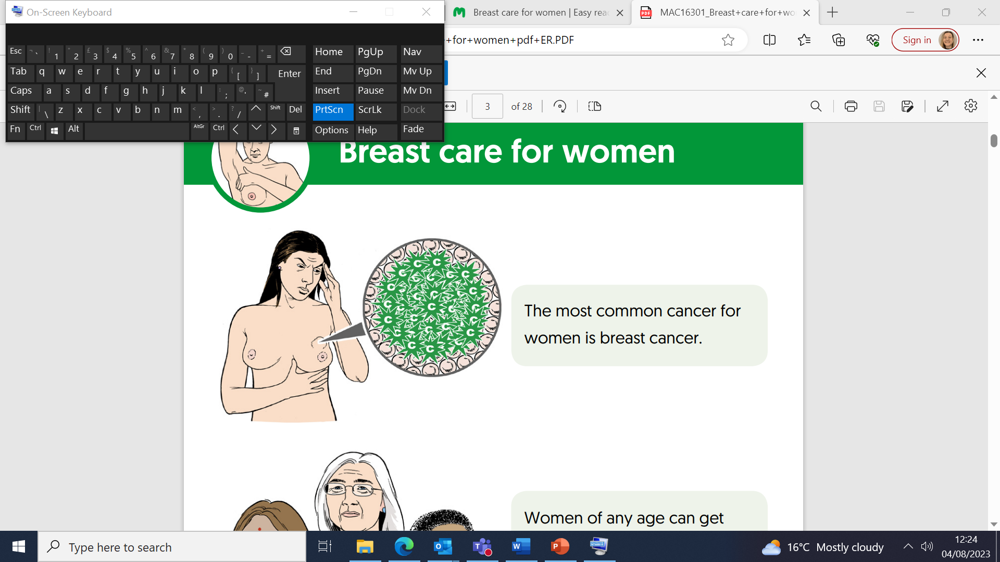 On-Screen Keyboard
Breast care for women | Easy rea
MAC16301_Breast+care+for+wo
+for+women+pdf+ER.PDF
Sign in
Esc ¬ ` ! 1 " 2 £ 3 $ 4 % 5 ^ 6 & 7 * 8 ( 9 ) 0 _ - + = Home PgUp Nav
Tab q w e r t y u i o p { [ } ] Enter End PgDn Mv Up
Caps a s d f g h j k l : ; @ ' ~ # Insert Pause Mv Dn
Shift | \ z x c v b n m < , > . ? / Shift Del PrtScn ScrLk Dock
Fn Ctrl Alt AltGr Ctrl Options Help Fade
3 of 28
Breast care for women
C C C C C C C C C C C C C C C C C C C C
The most common cancer for
women is breast cancer.
Women of any age can get
Type here to search
16°C Mostly cloudy
12:24
04/08/2023